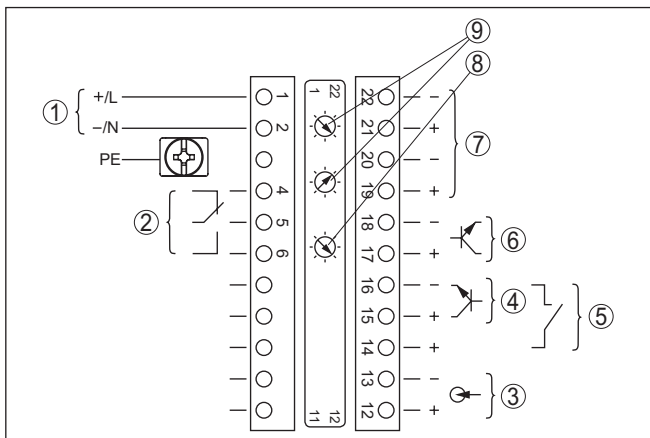 ⑨
⑧
① +/L 1 1 22 22 −
−/N 2 21 + ⑦
PE 20 −
4 19 +
② 5 18 − ⑥
6 17 +
16 − ④
15 + ⑤
14 +
13 − ③
11 12 12 +